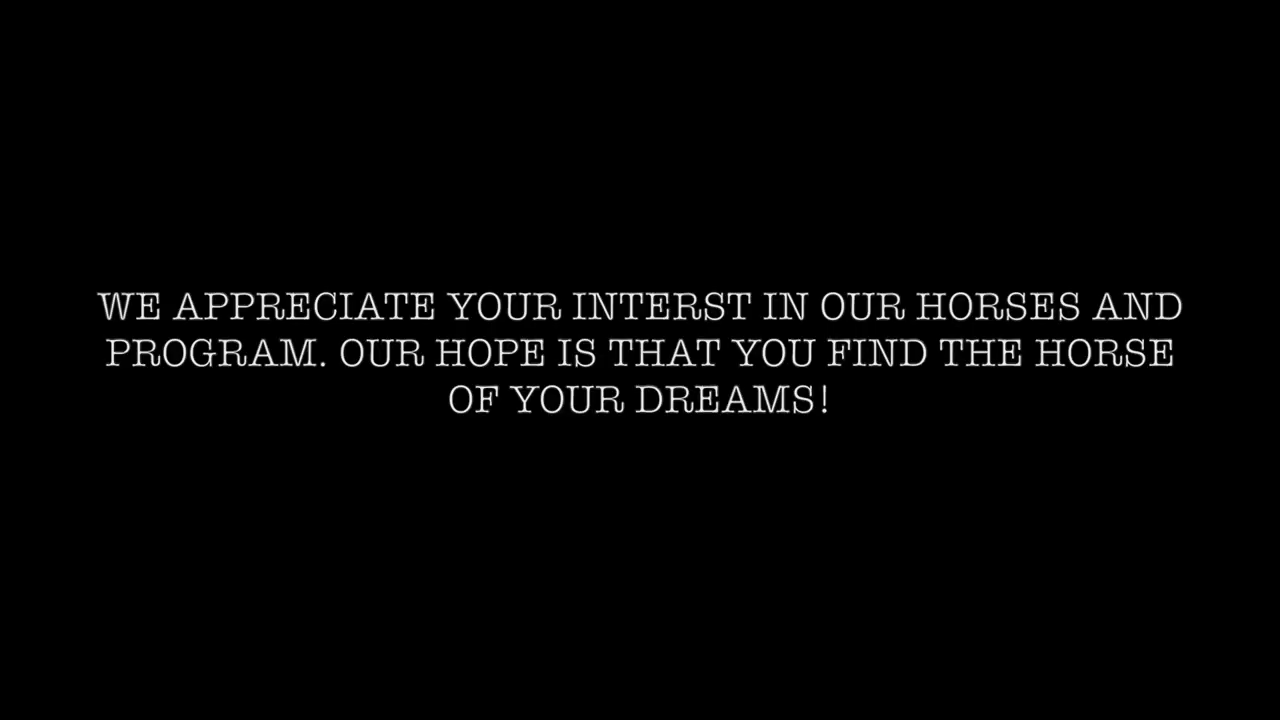 WE APPRECIATE YOUR INTERST IN OUR HORSES AND
PROGRAM. OUR HOPE IS THAT YOU FIND THE HORSE
OF YOUR DREAMS!